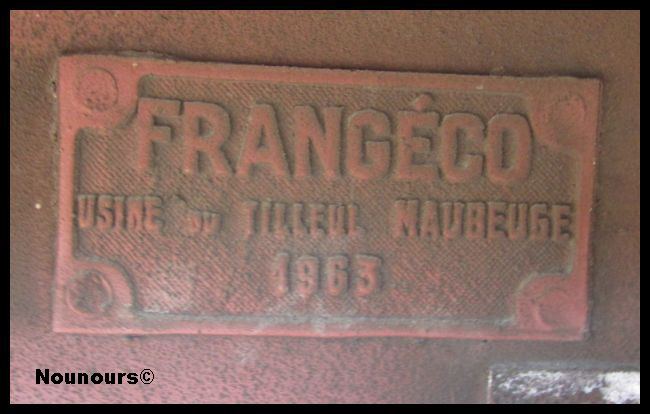 FRANGÉCO
USINE DU TILLEUL MAUBEUGE
1963
Nounours©